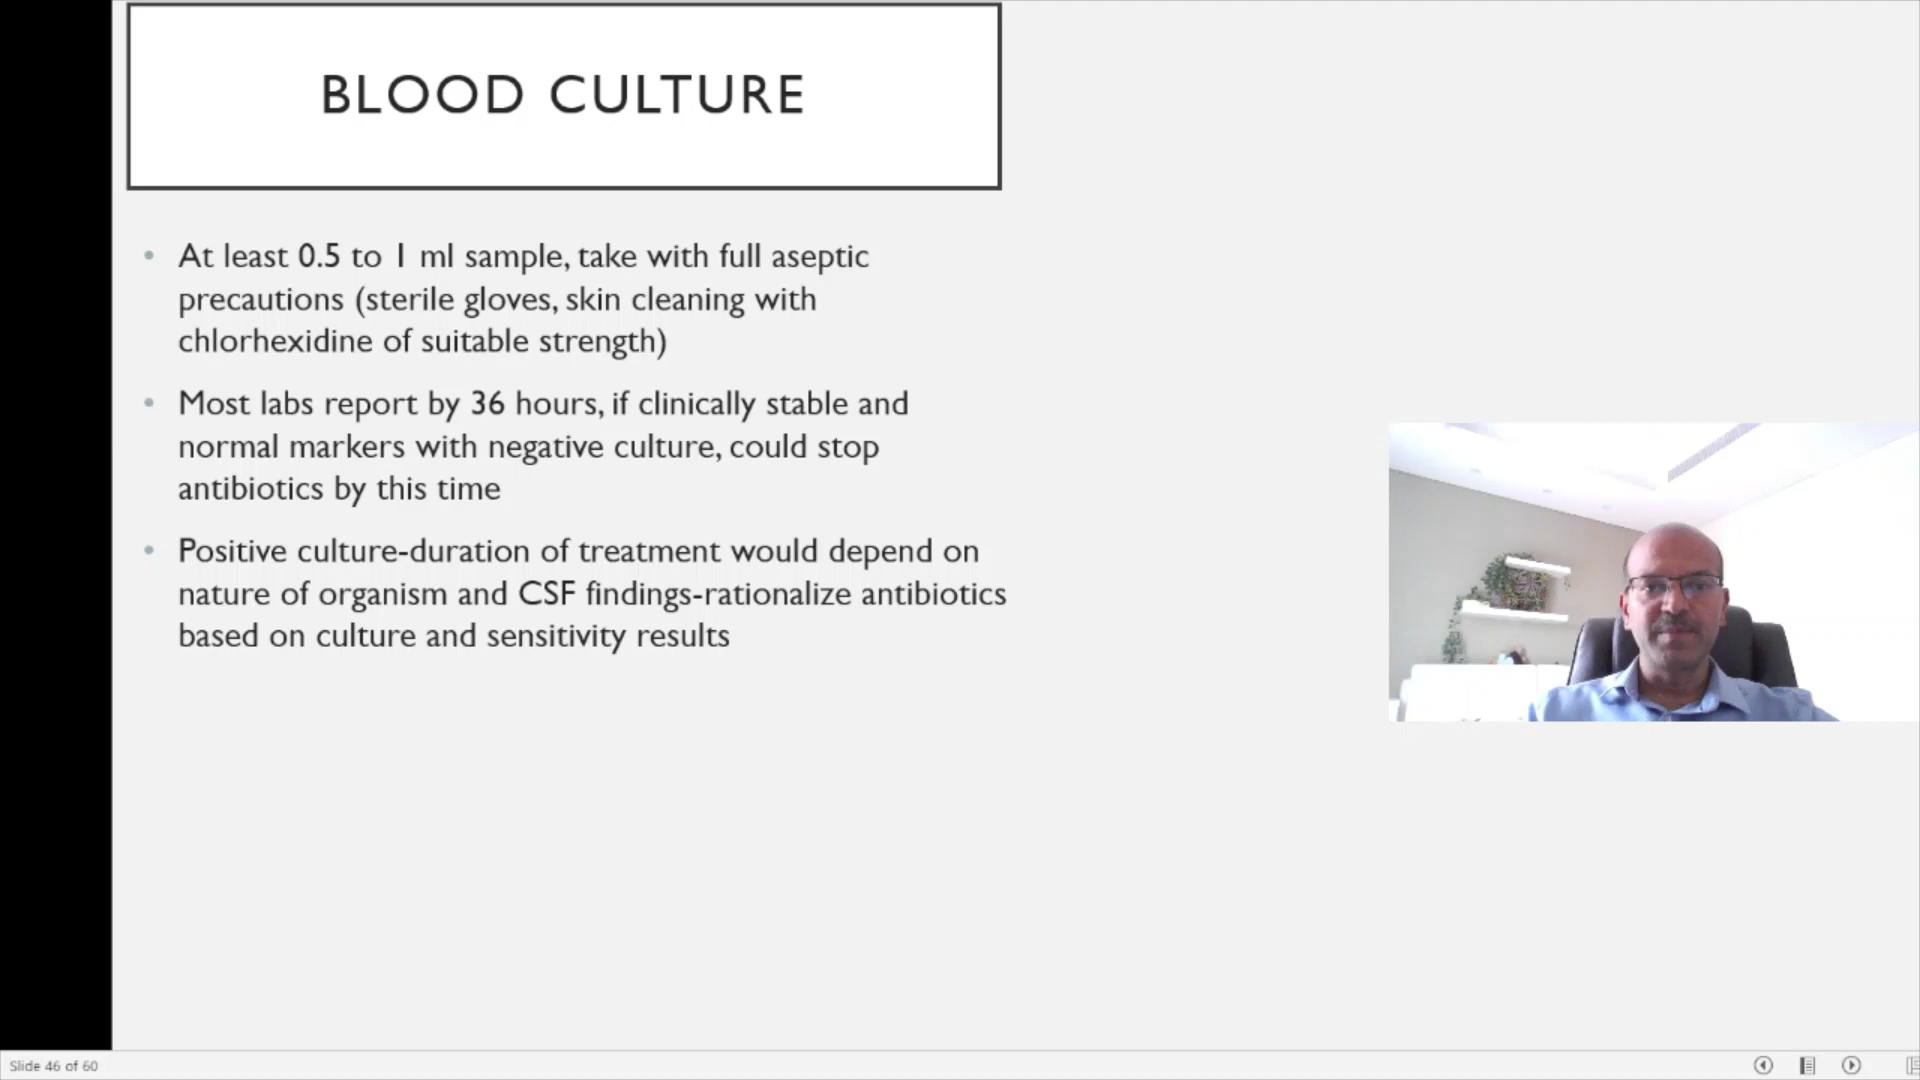 BLOOD CULTURE
• At least 0.5 to 1 ml sample, take with full aseptic
precautions (sterile gloves, skin cleaning with
chlorhexidine of suitable strength)
• Most labs report by 36 hours, if clinically stable and
normal markers with negative culture, could stop
antibiotics by this time
• Positive culture-duration of treatment would depend on
nature of organism and CSF findings-rationalize antibiotics
based on culture and sensitivity results
Slide 46 of 60